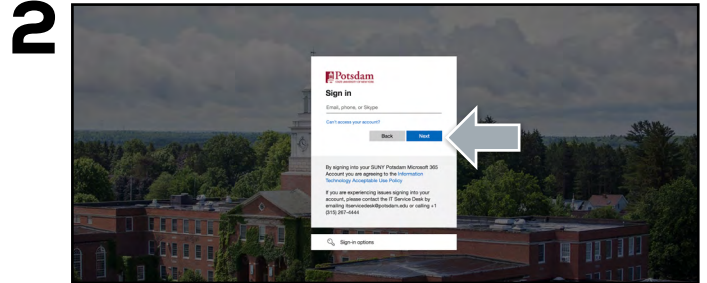 2
Potsdam
Sign in
Email, phone, or Skype
Can't access your account?
Back
Next
By signing into your SUNY Potsdam Microsoft 365
Account you are agreeing to the Information
Technology Acceptable Use Policy
If you are experiencing issues signing into your
account, please contact the IT Service Desk by
emailing itservicedesk@potsdam.edu or calling +1
(315) 267-4444
Sign-in options